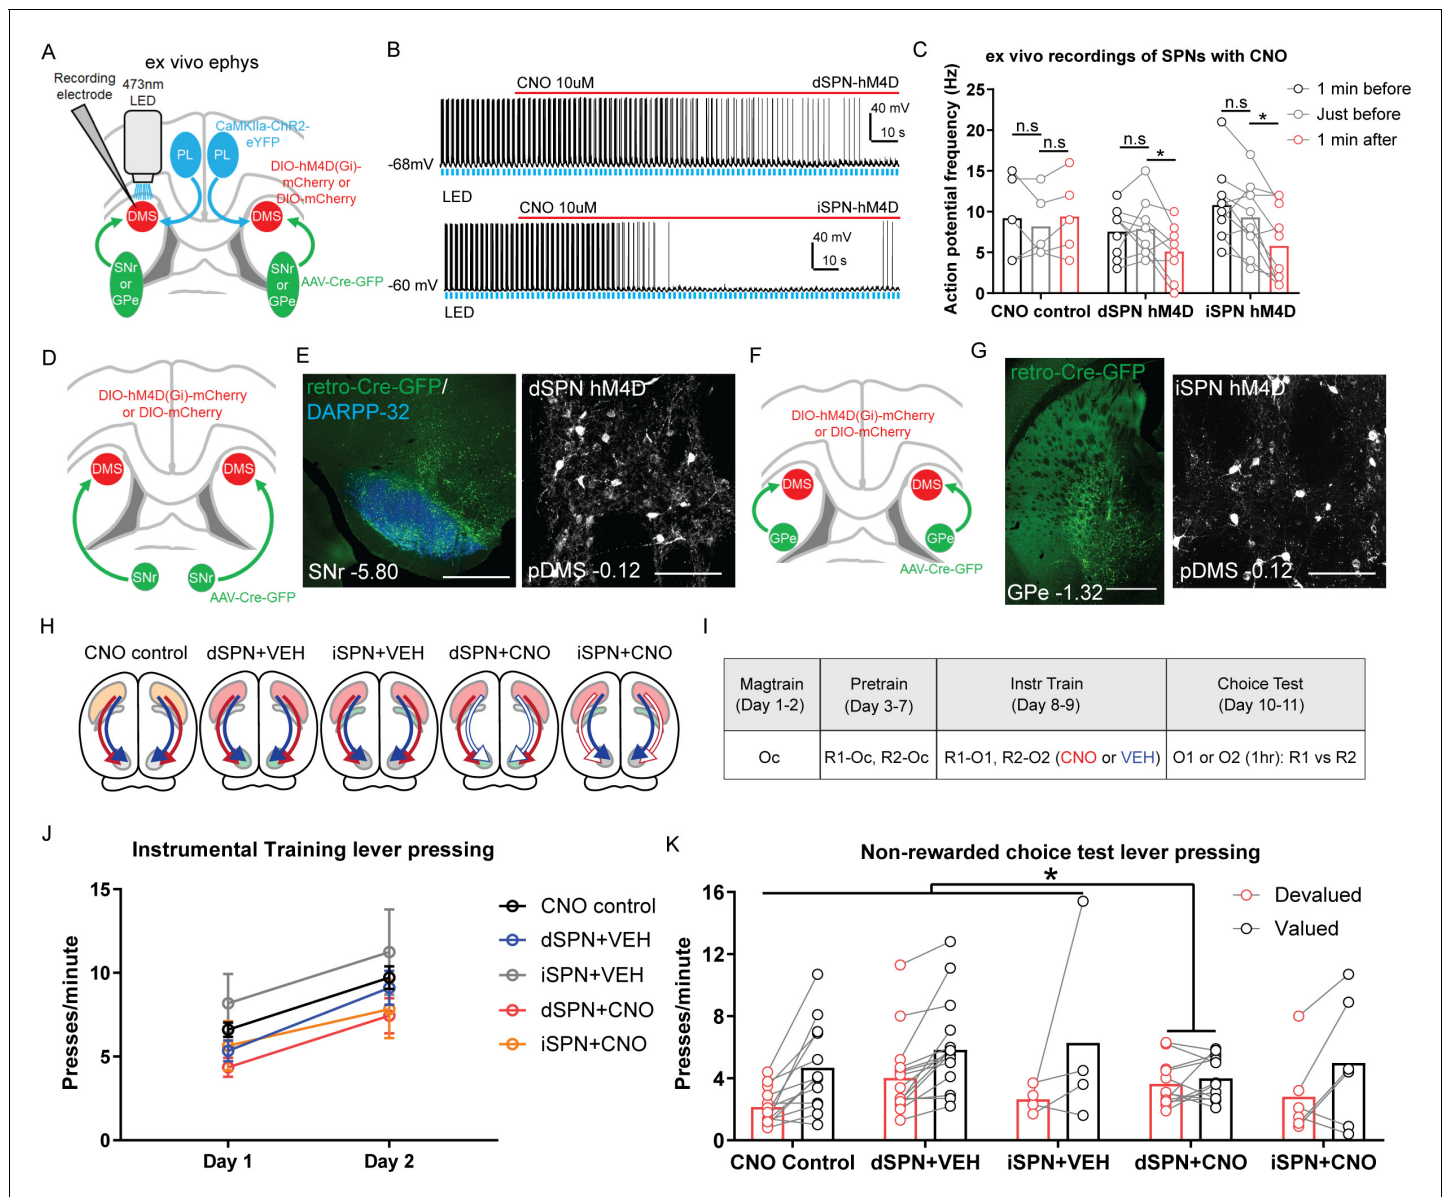 A
ex vivo ephys
Recording
electrode
473nm
LED
CaMKIIa-ChR2-
eYFP
PL
PL
DIO-hM4D(Gi)-
mCherry or
DIO-mCherry
DMS
DMS
SNr
or
GPe
SNr
or
GPe
AAV-Cre-GFP
B
CNO 10uM
dSPN-hM4D
40 mV
10 s
-68mV
LED
CNO 10uM
iSPN-hM4D
40 mV
10 s
-60 mV
LED
C
ex vivo recordings of SPNs with CNO
Action potential frequency (Hz)
25
20
15
10
5
0
n.s
n.s
n.s
*
n.s
*
1 min before
Just before
1 min after
CNO control
dSPN hM4D
iSPN hM4D
D
DIO-hM4D(Gi)-mCherry
or DIO-mCherry
DMS
DMS
SNr
SNr
AAV-Cre-GFP
E
retro-Cre-GFP/
DARPP-32
SNr -5.80
dSPN hM4D
pDMS -0.12
F
DIO-hM4D(Gi)-mCherry
or DIO-mCherry
DMS
DMS
GPe
GPe
AAV-Cre-GFP
G
retro-Cre-GFP
GPe -1.32
iSPN hM4D
pDMS -0.12
H
CNO control
dSPN+VEH
iSPN+VEH
dSPN+CNO
iSPN+CNO
I
Magtrain
(Day 1-2)
Pretrain
(Day 3-7)
Instr Train
(Day 8-9)
Choice Test
(Day 10-11)
Oc
R1-Oc, R2-Oc
R1-O1, R2-O2 (CNO or VEH)
O1 or O2 (1hr): R1 vs R2
J
Instrumental Training lever pressing
Presses/minute
15
10
5
0
Day 1
Day 2
CNO control
dSPN+VEH
iSPN+VEH
dSPN+CNO
iSPN+CNO
K
Non-rewarded choice test lever pressing
Presses/minute
16
12
8
4
0
*
Devalued
Valued
CNO Control
dSPN+VEH
iSPN+VEH
dSPN+CNO
iSPN+CNO